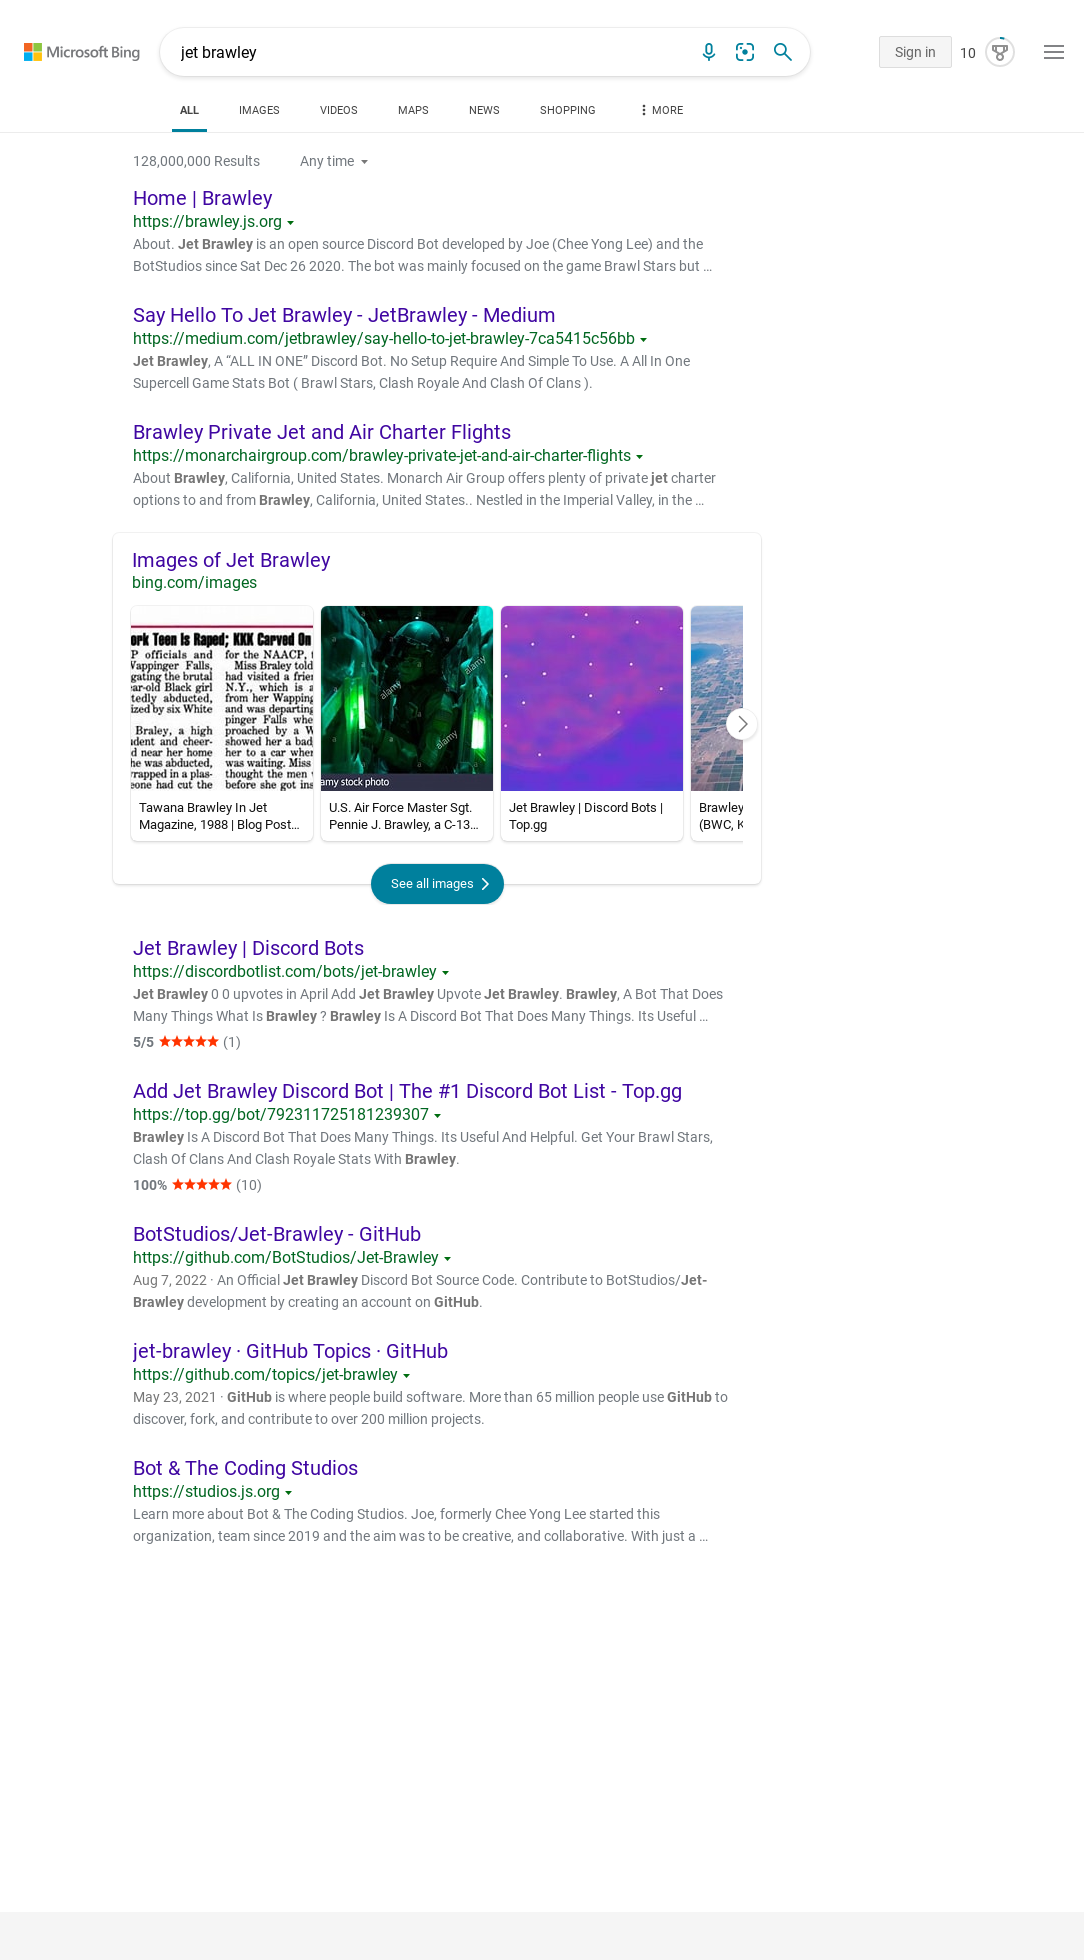 Microsoft Bing
jet brawley
Sign in
10
ALL
IMAGES
VIDEOS
MAPS
NEWS
SHOPPING
MORE
128,000,000 Results
Any time
Home | Brawley
https://brawley.js.org
About. Jet Brawley is an open source Discord Bot developed by Joe (Chee Yong Lee) and the
BotStudios since Sat Dec 26 2020. The bot was mainly focused on the game Brawl Stars but …
Say Hello To Jet Brawley - JetBrawley - Medium
https://medium.com/jetbrawley/say-hello-to-jet-brawley-7ca5415c56bb
Jet Brawley, A “ALL IN ONE” Discord Bot. No Setup Require And Simple To Use. A All In One
Supercell Game Stats Bot ( Brawl Stars, Clash Royale And Clash Of Clans ).
Brawley Private Jet and Air Charter Flights
https://monarchairgroup.com/brawley-private-jet-and-air-charter-flights
About Brawley, California, United States. Monarch Air Group offers plenty of private jet charter
options to and from Brawley, California, United States.. Nestled in the Imperial Valley, in the …
Images of Jet Brawley
bing.com/images
ork Teen Is Raped; KKK Carved On
P officials and
Wappinger Falls,
gating the brutal
ear-old Black girl
tedly abducted,
ized by six White
Braley, a high
udent and cheer-
d near her home
he was abducted,
wrapped in a plas-
eone had cut the
for the NAACP,
Miss Braley told
had visited a frie
N.Y., which is a
from her Wapping
and was departing
pinger Falls whe
proached by a W
showed her a bad
her to a car wher
was waiting. Miss
thought the men
before she got ins
alamy
alamy
alamy
amy stock photo
Tawana Brawley In Jet
Magazine, 1988 | Blog Post…
U.S. Air Force Master Sgt.
Pennie J. Brawley, a C-13…
Jet Brawley | Discord Bots |
Top.gg
Brawley
(BWC, K
See all images
Jet Brawley | Discord Bots
https://discordbotlist.com/bots/jet-brawley
Jet Brawley 0 0 upvotes in April Add Jet Brawley Upvote Jet Brawley. Brawley, A Bot That Does
Many Things What Is Brawley ? Brawley Is A Discord Bot That Does Many Things. Its Useful …
5/5 ★★★★★ (1)
Add Jet Brawley Discord Bot | The #1 Discord Bot List - Top.gg
https://top.gg/bot/792311725181239307
Brawley Is A Discord Bot That Does Many Things. Its Useful And Helpful. Get Your Brawl Stars,
Clash Of Clans And Clash Royale Stats With Brawley.
100% ★★★★★ (10)
BotStudios/Jet-Brawley - GitHub
https://github.com/BotStudios/Jet-Brawley
Aug 7, 2022 · An Official Jet Brawley Discord Bot Source Code. Contribute to BotStudios/Jet-
Brawley development by creating an account on GitHub.
jet-brawley · GitHub Topics · GitHub
https://github.com/topics/jet-brawley
May 23, 2021 · GitHub is where people build software. More than 65 million people use GitHub to
discover, fork, and contribute to over 200 million projects.
Bot & The Coding Studios
https://studios.js.org
Learn more about Bot & The Coding Studios. Joe, formerly Chee Yong Lee started this
organization, team since 2019 and the aim was to be creative, and collaborative. With just a …